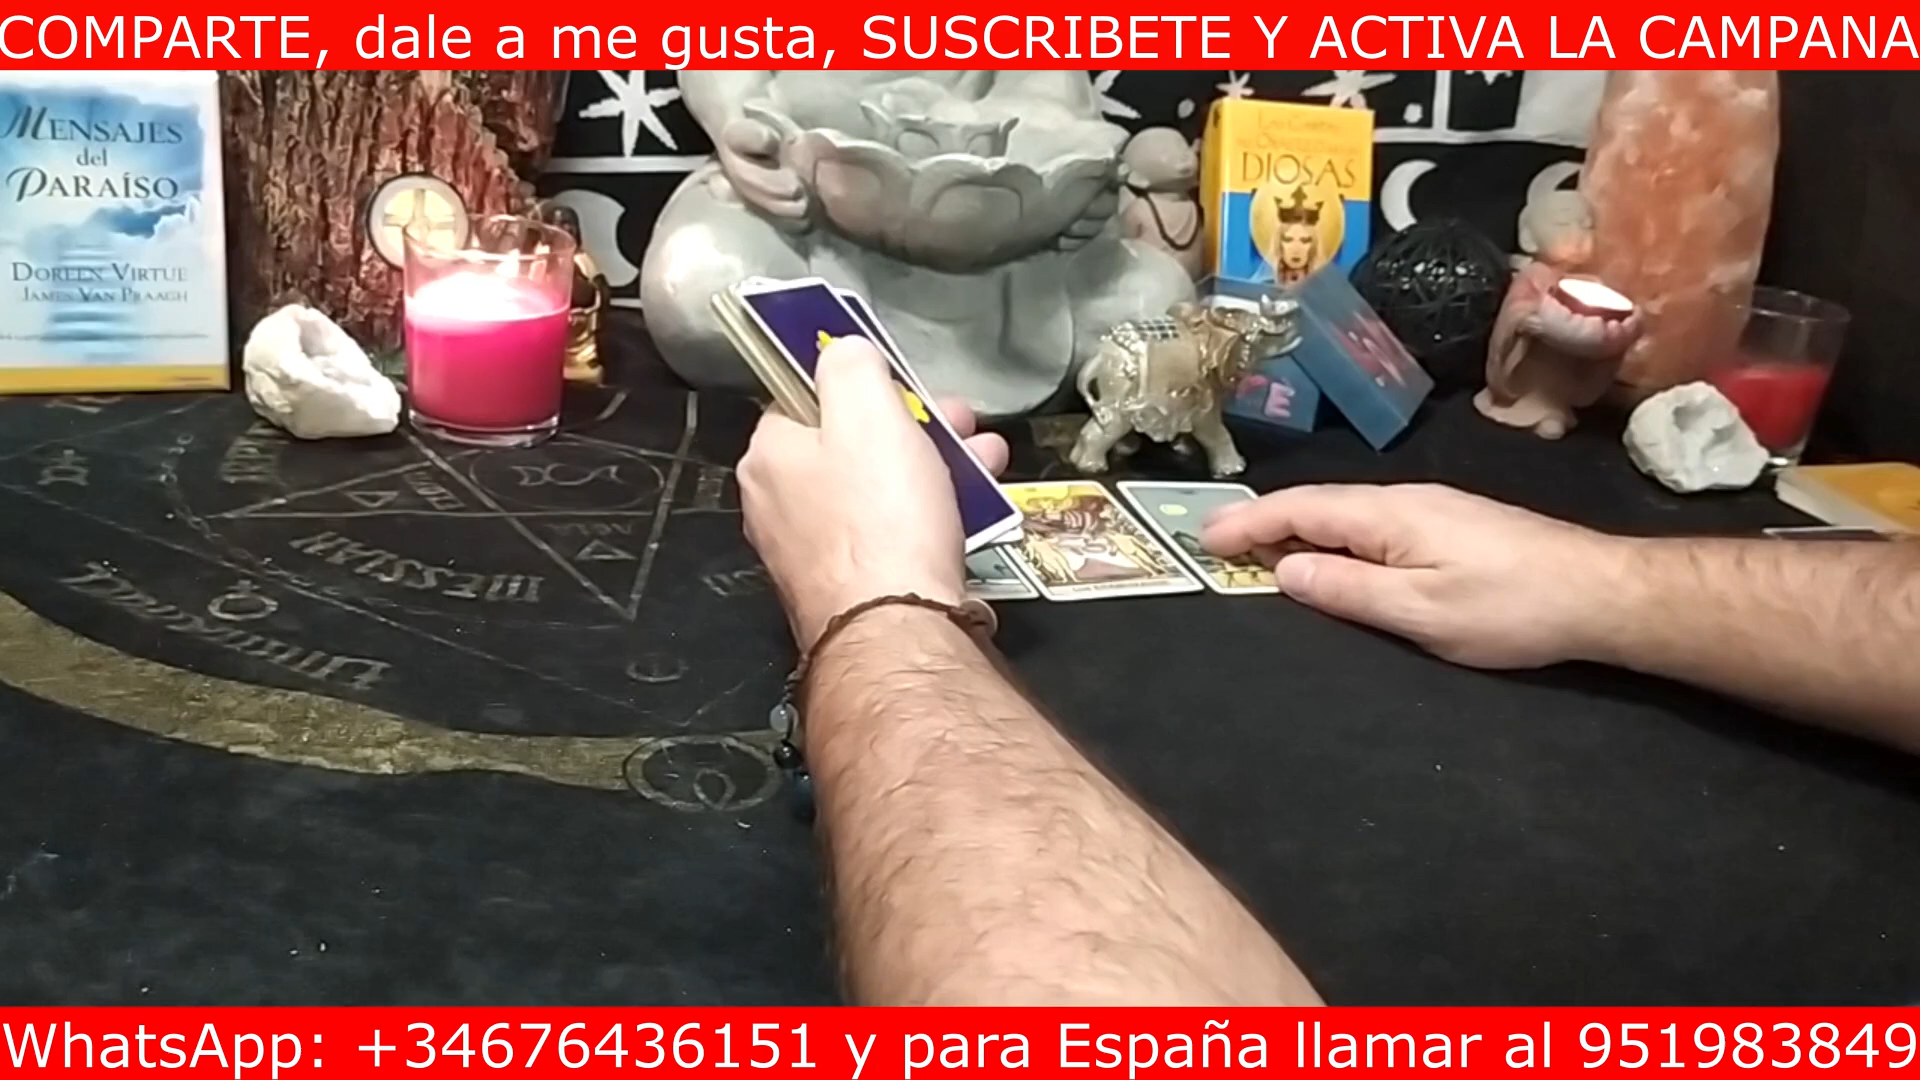 COMPARTE, dale a me gusta, SUSCRIBETE Y ACTIVA LA CAMPANA
MENSAJES
del
PARAÍSO
DOREEN VIRTUE
JAMES VAN PRAAGH
DIOSAS
MESSIAH
WhatsApp: +34676436151 y para España llamar al 951983849